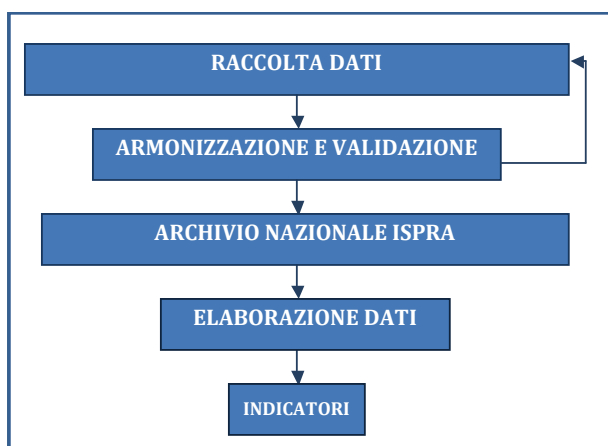 RACCOLTA DATI
ARMONIZZAZIONE E VALIDAZIONE
ARCHIVIO NAZIONALE ISPRA
ELABORAZIONE DATI
INDICATORI